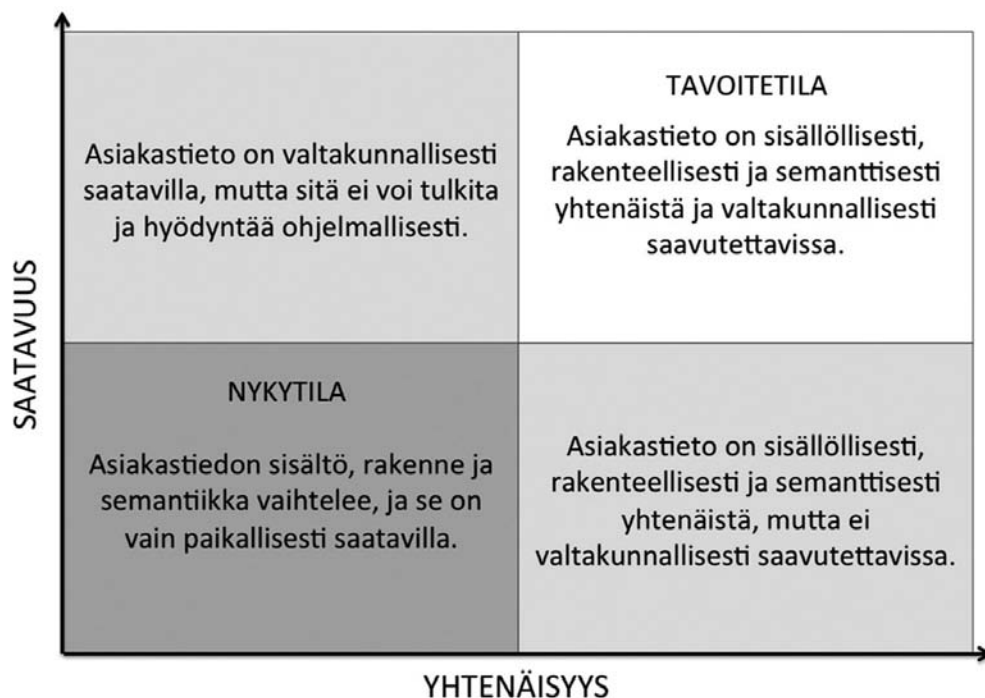 SAATAVUUS
Asiakastieto on valtakunnallisesti
saatavilla, mutta sitä ei voi tulkita
ja hyödyntää ohjelmallisesti.
TAVOITETILA
Asiakastieto on sisällöllisesti,
rakenteellisesti ja semanttisesti
yhtenäistä ja valtakunnallisesti
saavutettavissa.
NYKYTILA
Asiakastiedon sisältö, rakenne ja
semantiikka vaihtelee, ja se on
vain paikallisesti saatavilla.
Asiakastieto on sisällöllisesti,
rakenteellisesti ja semanttisesti
yhtenäistä, mutta ei
valtakunnallisesti saavutettavissa.
YHTENÄISYYS